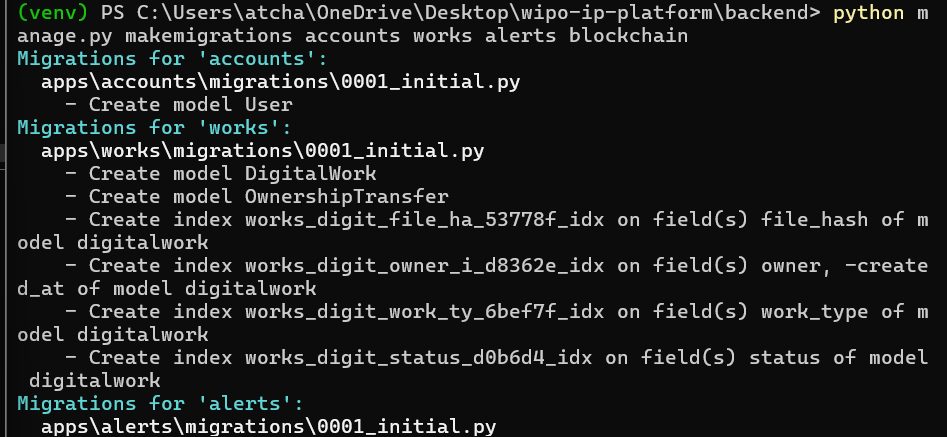 (venv) PS C:\Users\atcha\OneDrive\Desktop\wipo-ip-platform\backend> python m
anage.py makemigrations accounts works alerts blockchain
Migrations for 'accounts':
  apps\accounts\migrations\0001_initial.py
    - Create model User
Migrations for 'works':
  apps\works\migrations\0001_initial.py
    - Create model DigitalWork
    - Create model OwnershipTransfer
    - Create index works_digit_file_ha_53778f_idx on field(s) file_hash of m
odel digitalwork
    - Create index works_digit_owner_i_d8362e_idx on field(s) owner, -create
d_at of model digitalwork
    - Create index works_digit_work_ty_6bef7f_idx on field(s) work_type of m
odel digitalwork
    - Create index works_digit_status_d0b6d4_idx on field(s) status of model
 digitalwork
Migrations for 'alerts':
  apps\alerts\migrations\0001_initial.py